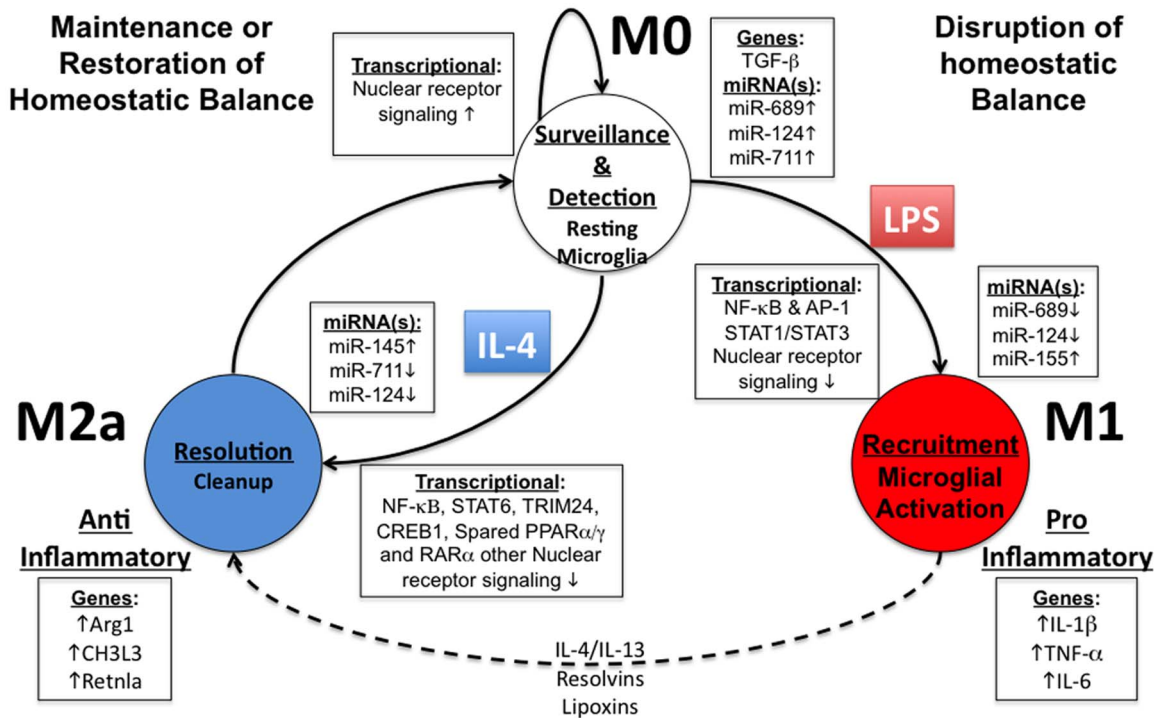 Maintenance or
Restoration of
Homeostatic Balance
Transcriptional:
Nuclear receptor
signaling ↑
M0
Genes:
TGF-β
miRNA(s):
miR-689↑
miR-124↑
miR-711↑
Disruption of
homeostatic
Balance
Surveillance
&
Detection
Resting
Microglia
LPS
Transcriptional:
NF-κB & AP-1
STAT1/STAT3
Nuclear receptor
signaling ↓
miRNA(s):
miR-689↓
miR-124↓
miR-155↑
miRNA(s):
miR-145↑
miR-711↓
miR-124↓
IL-4
M2a
Resolution
Cleanup
M1
Recruitment
Microglial
Activation
Transcriptional:
NF-κB, STAT6, TRIM24,
CREB1, Spared PPARα/γ
and RARα other Nuclear
receptor signaling ↓
Anti
Inflammatory
Genes:
↑Arg1
↑CH3L3
↑Retnla
Pro
Inflammatory
Genes:
↑IL-1β
↑TNF-α
↑IL-6
IL-4/IL-13
Resolvins
Lipoxins